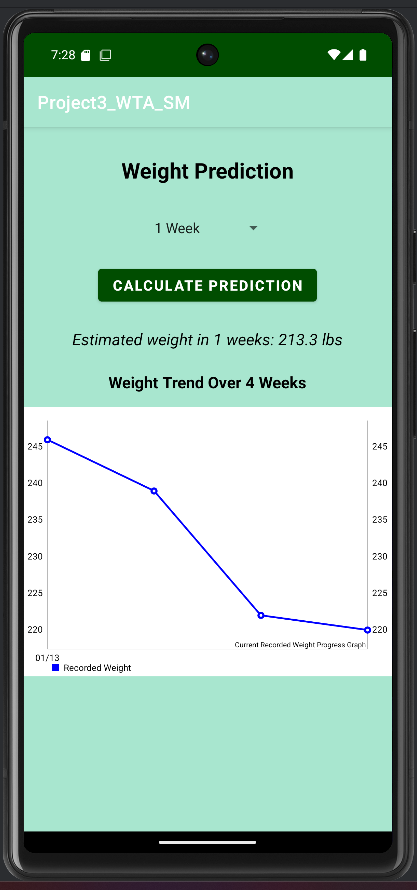 7:28
Project3_WTA_SM
Weight Prediction
1 Week
CALCULATE PREDICTION
Estimated weight in 1 weeks: 213.3 lbs
Weight Trend Over 4 Weeks
245 245
240 240
235 235
230 230
225 225
220 220
Current Recorded Weight Progress Graph
01/13
Recorded Weight